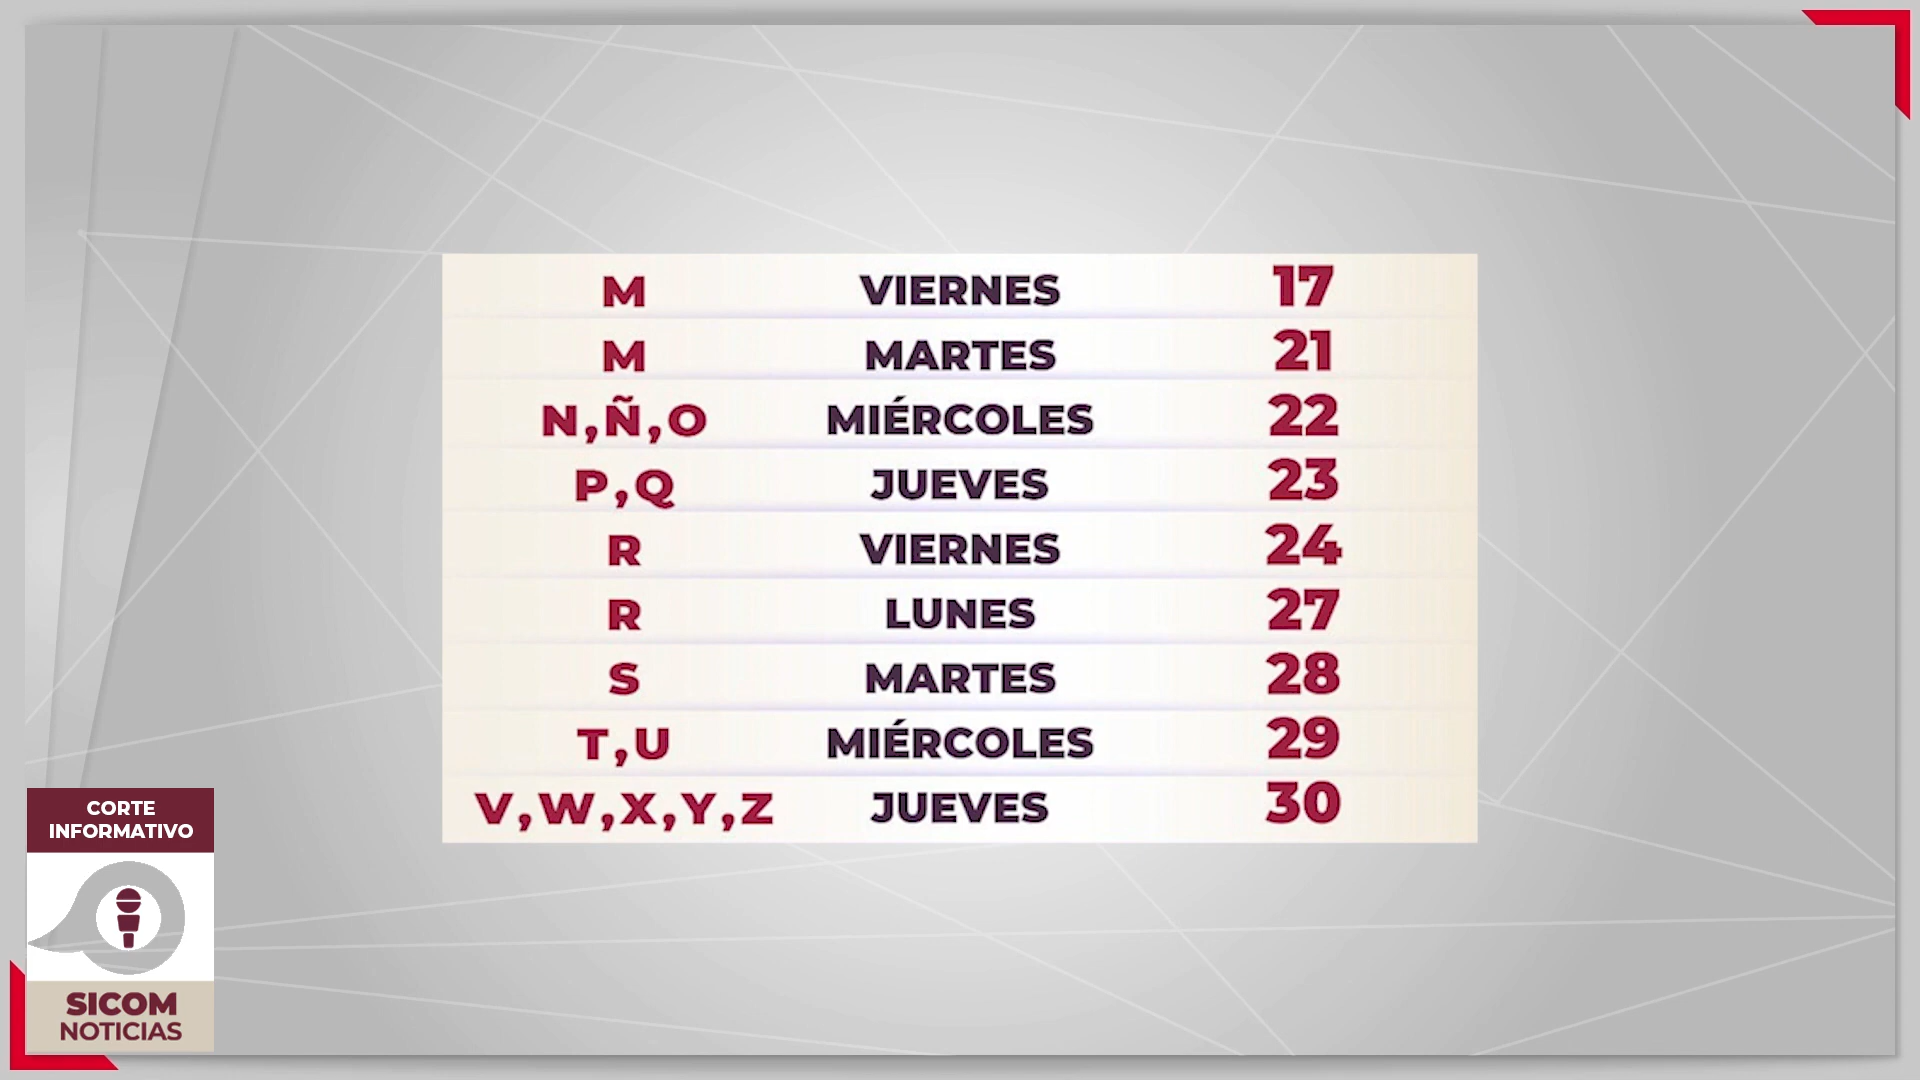 M VIERNES 17
M MARTES 21
N,Ñ,O MIÉRCOLES 22
P,Q JUEVES 23
R VIERNES 24
R LUNES 27
S MARTES 28
T,U MIÉRCOLES 29
V,W,X,Y,Z JUEVES 30
CORTE
INFORMATIVO
SICOM
NOTICIAS